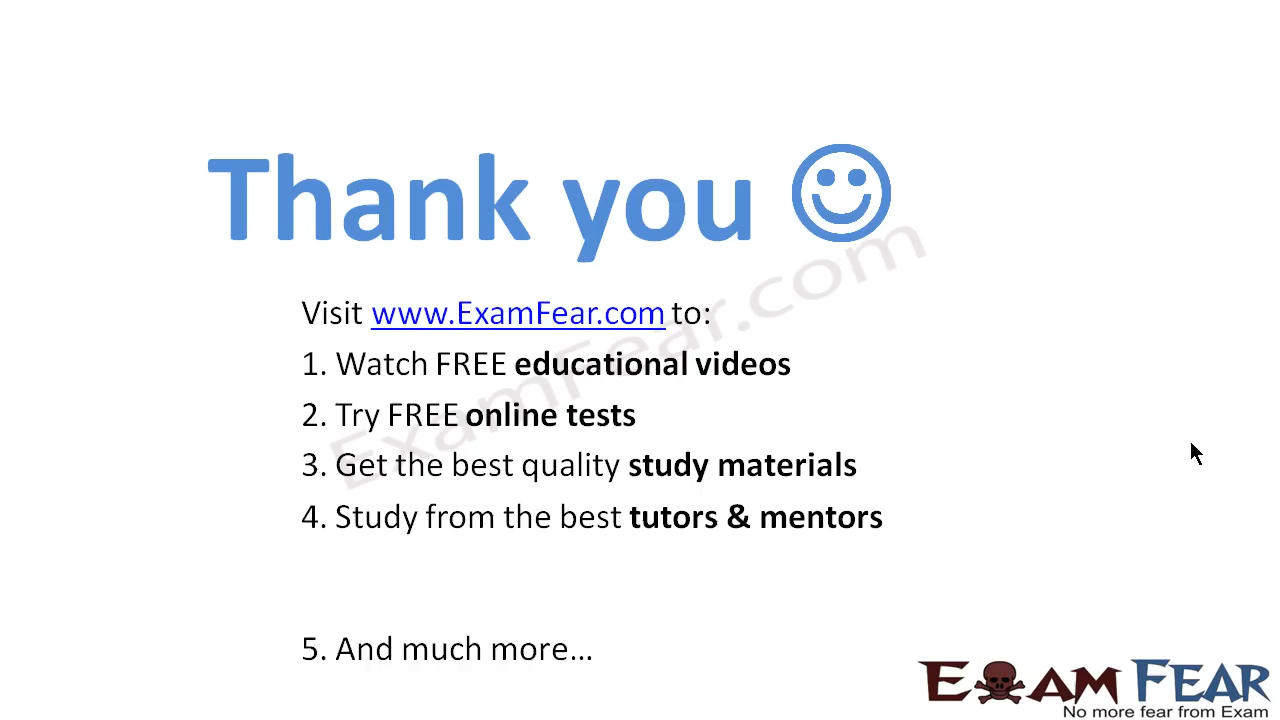 Thank you
Visit www.ExamFear.com to:
1. Watch FREE educational videos
2. Try FREE online tests
3. Get the best quality study materials
4. Study from the best tutors & mentors
5. And much more...
ExamFear.com
EXAM FEAR
No more fear from Exam